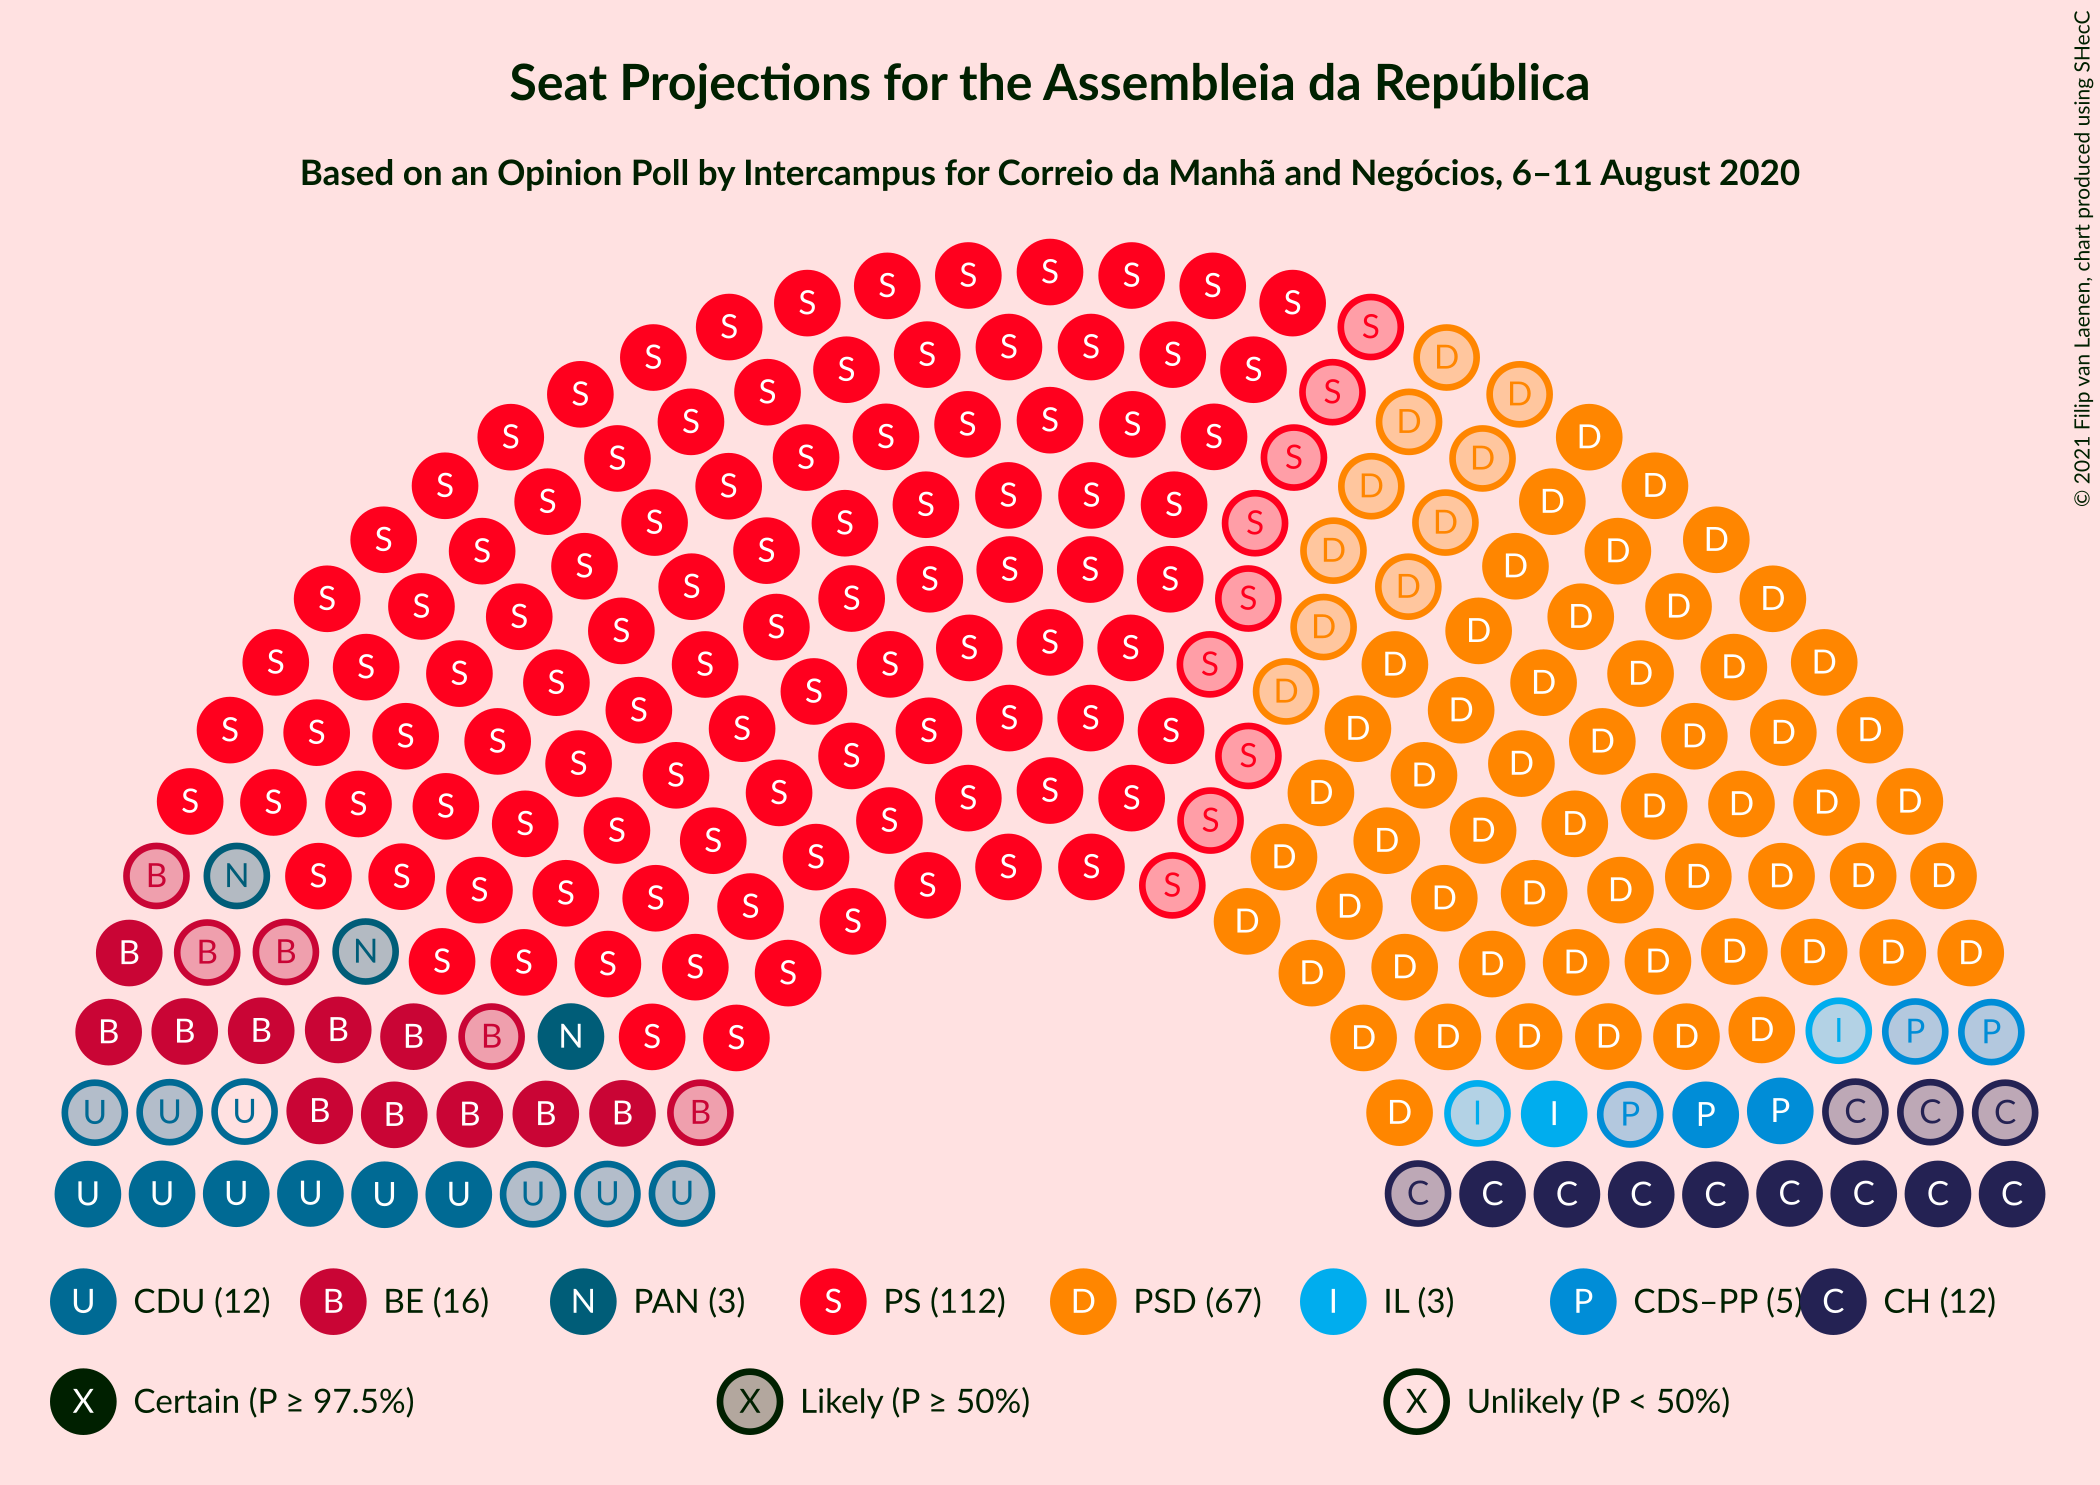 Seat Projections for the Assembleia da República
Based on an Opinion Poll by Intercampus for Correio da Manhã and Negócios, 6–11 August 2020
© 2021 Filip van Laenen, chart produced using SHecC
S S S S S S S S S S S S S S S S S S S S S S S S S S S S S S S S S S S S S S S S S S S S S S S S S S S S S S S S S S S S S S S S S S S S S S S S S S S S S S S S S S S S S S S S S S S S S S S S S S S S S S S S S S S S S S S S
D D D D D D D D D D D D D D D D D D D D D D D D D D D D D D D D D D D D D D D D D D D D D D D D D D D D D D D D D D D D D D D D D D D
B N
B B B N
B B B B B B N I P P
U U U B B B B B B I I P P P C C C
U U U U U U U U U C C C C C C C C C
U CDU (12) B BE (16) N PAN (3) S PS (112) D PSD (67) I IL (3) P CDS–PP (5) C CH (12)
X Certain (P ≥ 97.5%) X Likely (P ≥ 50%) X Unlikely (P < 50%)